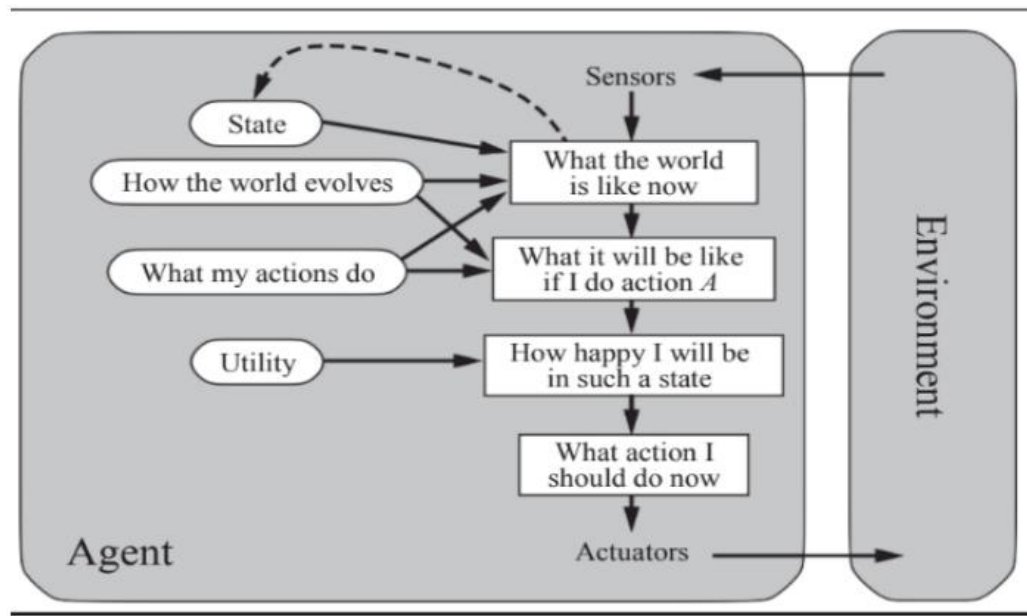 Sensors
State
What the world
is like now
How the world evolves
What it will be like
if I do action A
What my actions do
How happy I will be
in such a state
Utility
What action I
should do now
Agent
Actuators
Environment